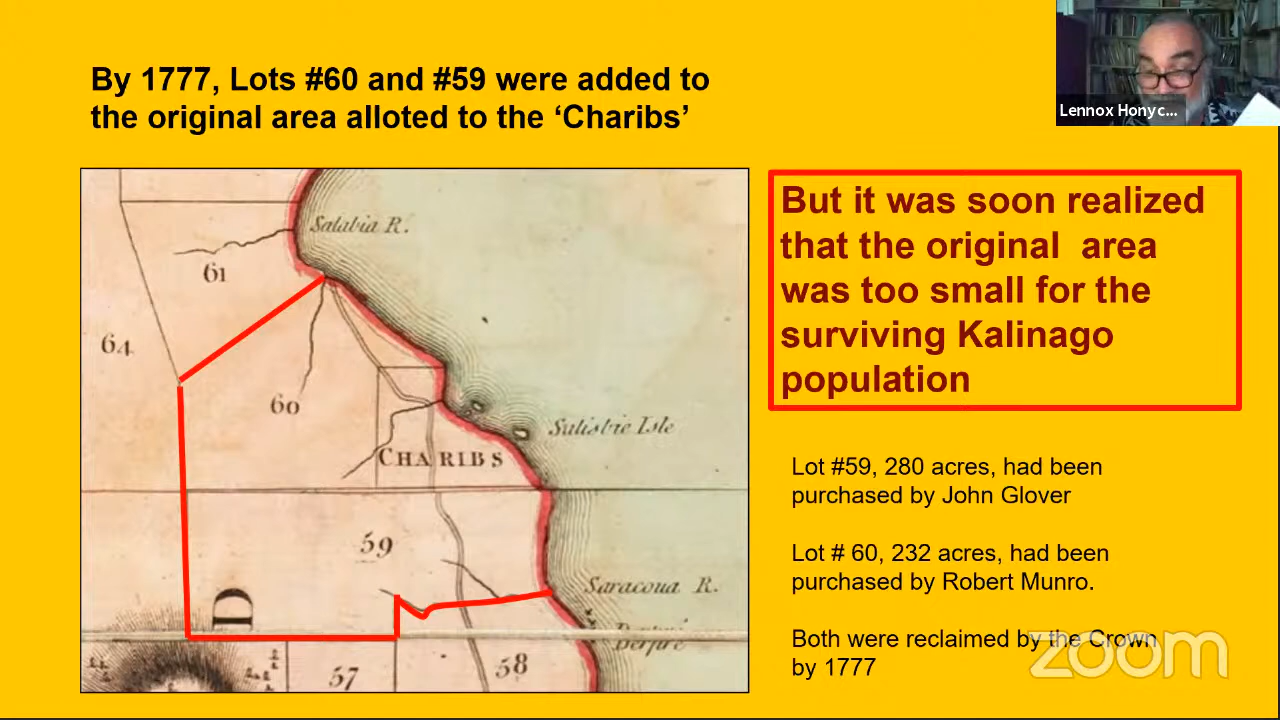 By 1777, Lots #60 and #59 were added to
the original area alloted to the ‘Charibs’
Lennox Honyc...
But it was soon realized
that the original area
was too small for the
surviving Kalinago
population
Salabia R.
61
64
60
Salisbie Isle
CHARIBS
59
Saracoua R.
D
57
58
Lot #59, 280 acres, had been
purchased by John Glover
Lot # 60, 232 acres, had been
purchased by Robert Munro.
Both were reclaimed by the Crown
by 1777
zoom